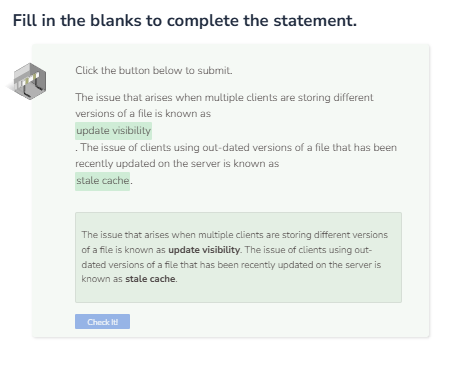 Fill in the blanks to complete the statement.
Click the button below to submit.
The issue that arises when multiple clients are storing different
versions of a file is known as
update visibility
. The issue of clients using out-dated versions of a file that has been
recently updated on the server is known as
stale cache.
The issue that arises when multiple clients are storing different versions
of a file is known as update visibility. The issue of clients using out-
dated versions of a file that has been recently updated on the server is
known as stale cache.
Check It!